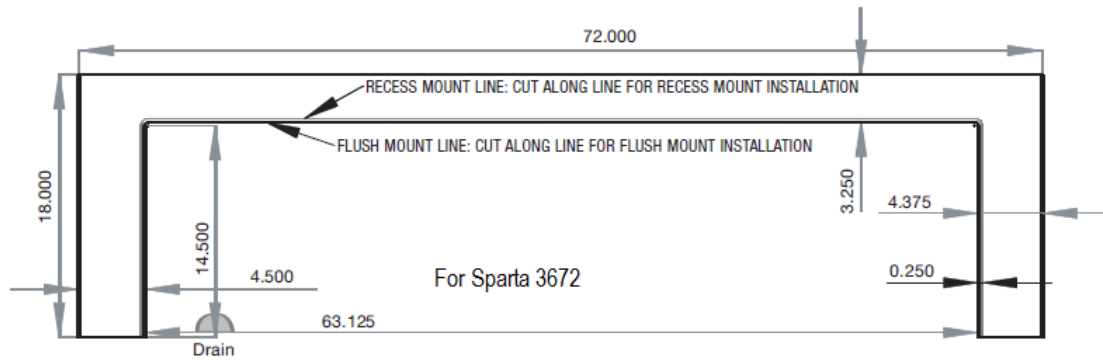 72.000
RECESS MOUNT LINE: CUT ALONG LINE FOR RECESS MOUNT INSTALLATION
FLUSH MOUNT LINE: CUT ALONG LINE FOR FLUSH MOUNT INSTALLATION
18.000
14.500
3.250
4.375
4.500
For Sparta 3672
0.250
63.125
Drain